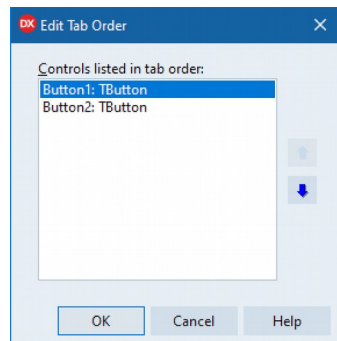 DX Edit Tab Order
Controls listed in tab order:
Button1: TButton
Button2: TButton
OK Cancel Help